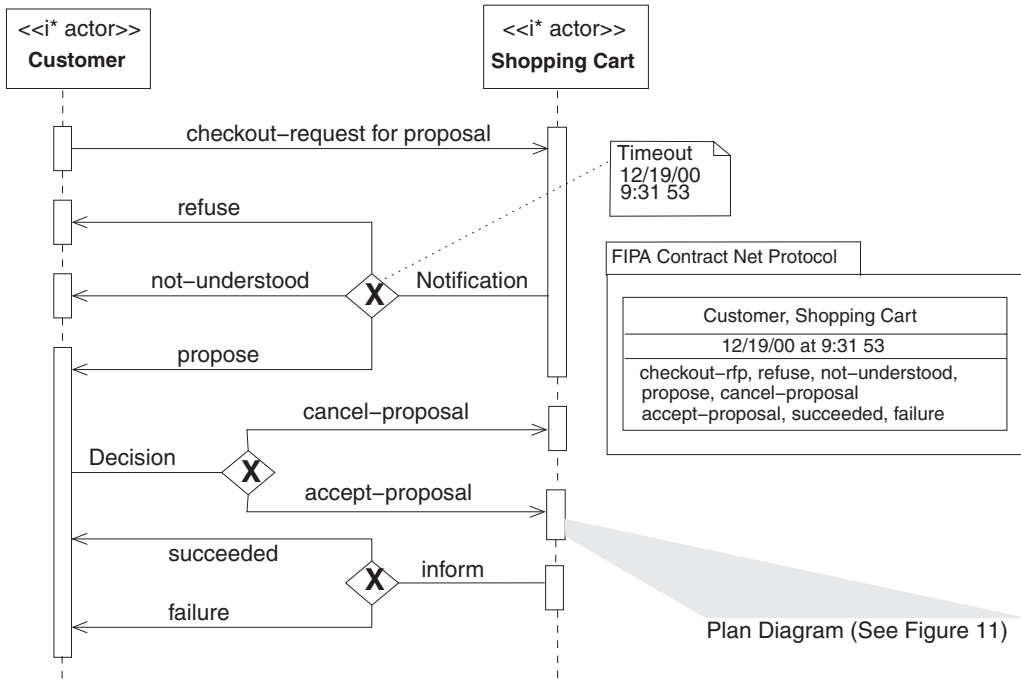 <<i* actor>>
Customer
<<i* actor>>
Shopping Cart
checkout−request for proposal
Timeout
12/19/00
9:31 53
refuse
not−understood
X
Notification
propose
FIPA Contract Net Protocol
Customer, Shopping Cart
12/19/00 at 9:31 53
checkout−rfp, refuse, not−understood,
propose, cancel−proposal
accept−proposal, succeeded, failure
cancel−proposal
Decision
X
accept−proposal
succeeded
X
inform
failure
Plan Diagram (See Figure 11)